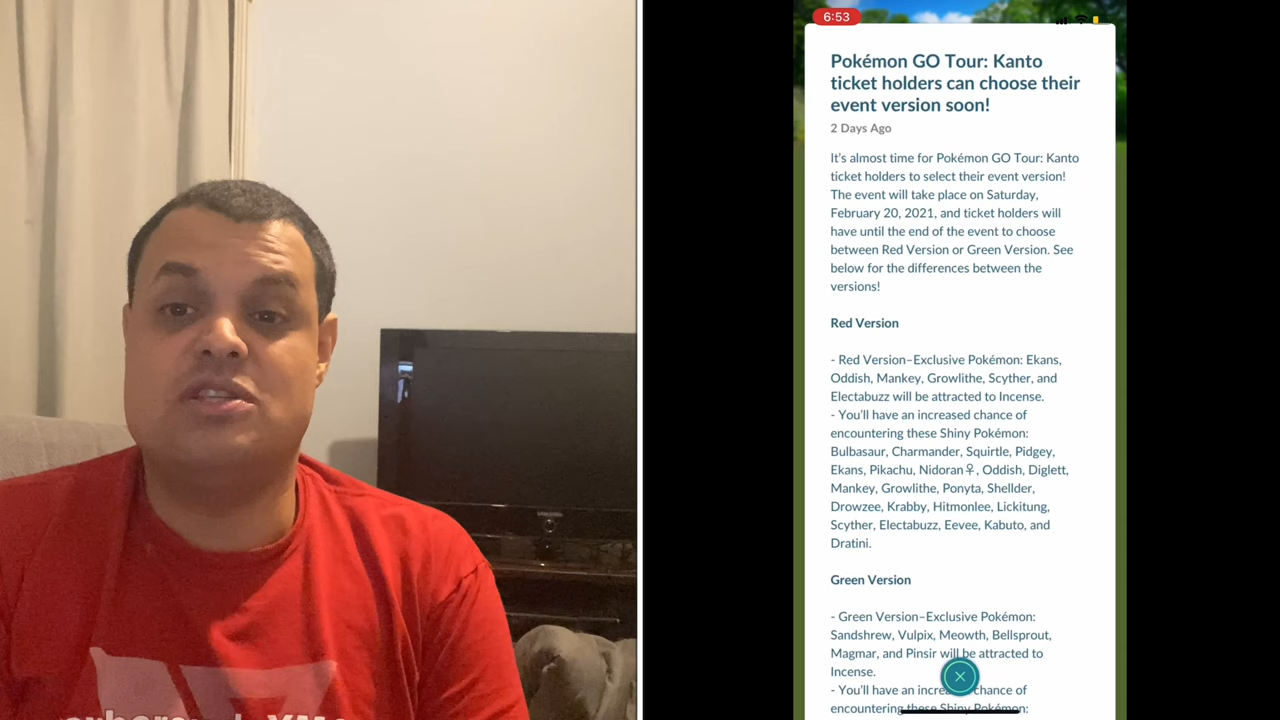 6:53
Pokémon GO Tour: Kanto
ticket holders can choose their
event version soon!
2 Days Ago
It's almost time for Pokémon GO Tour: Kanto
ticket holders to select their event version!
The event will take place on Saturday,
February 20, 2021, and ticket holders will
have until the end of the event to choose
between Red Version or Green Version. See
below for the differences between the
versions!
Red Version
- Red Version–Exclusive Pokémon: Ekans,
Oddish, Mankey, Growlithe, Scyther, and
Electabuzz will be attracted to Incense.
- You'll have an increased chance of
encountering these Shiny Pokémon:
Bulbasaur, Charmander, Squirtle, Pidgey,
Ekans, Pikachu, Nidoran♀, Oddish, Diglett,
Mankey, Growlithe, Ponyta, Shellder,
Drowzee, Krabby, Hitmonlee, Lickitung,
Scyther, Electabuzz, Eevee, Kabuto, and
Dratini.
Green Version
- Green Version–Exclusive Pokémon:
Sandshrew, Vulpix, Meowth, Bellsprout,
Magmar, and Pinsir will be attracted to
Incense.
- You'll have an chance of
encountering these Shiny Pokémon: